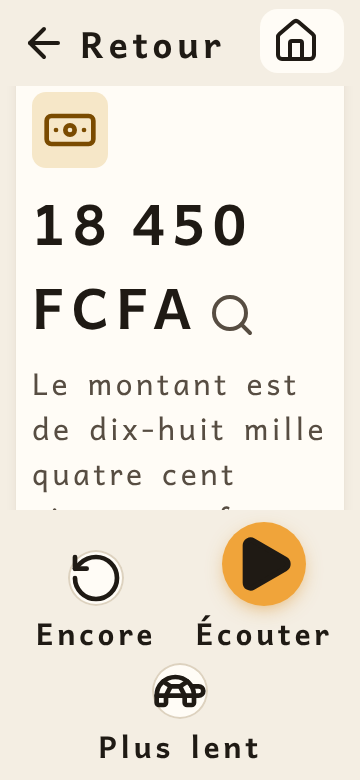 Retour
18 450
FCFA
Le montant est
de dix-huit mille
quatre cent
Encore
Écouter
Plus lent